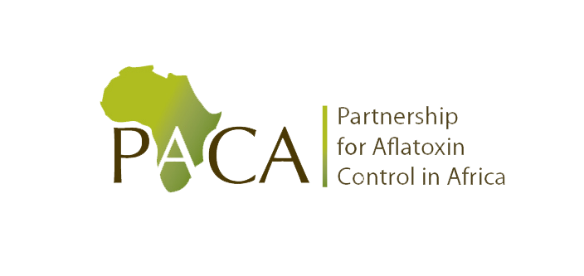 PACA
Partnership
for Aflatoxin
Control in Africa